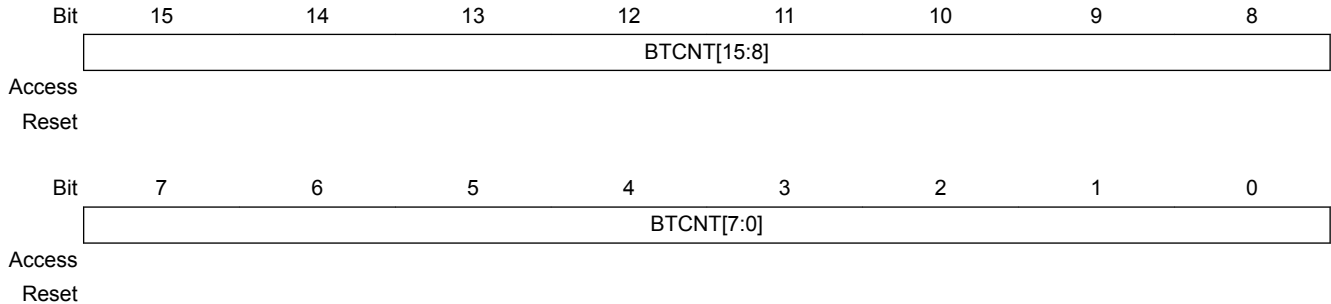 Bit 15 14 13 12 11 10 9 8
BTCNT[15:8]
Access
Reset
Bit 7 6 5 4 3 2 1 0
BTCNT[7:0]
Access
Reset